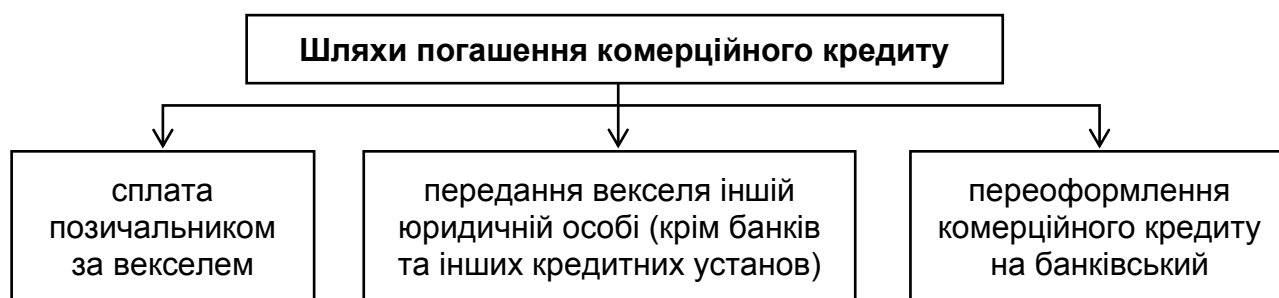 Шляхи погашення комерційного кредиту
сплата
позичальником
за векселем
передання векселя іншій
юридичній особі (крім банків
та інших кредитних установ)
переоформлення
комерційного кредиту
на банківський